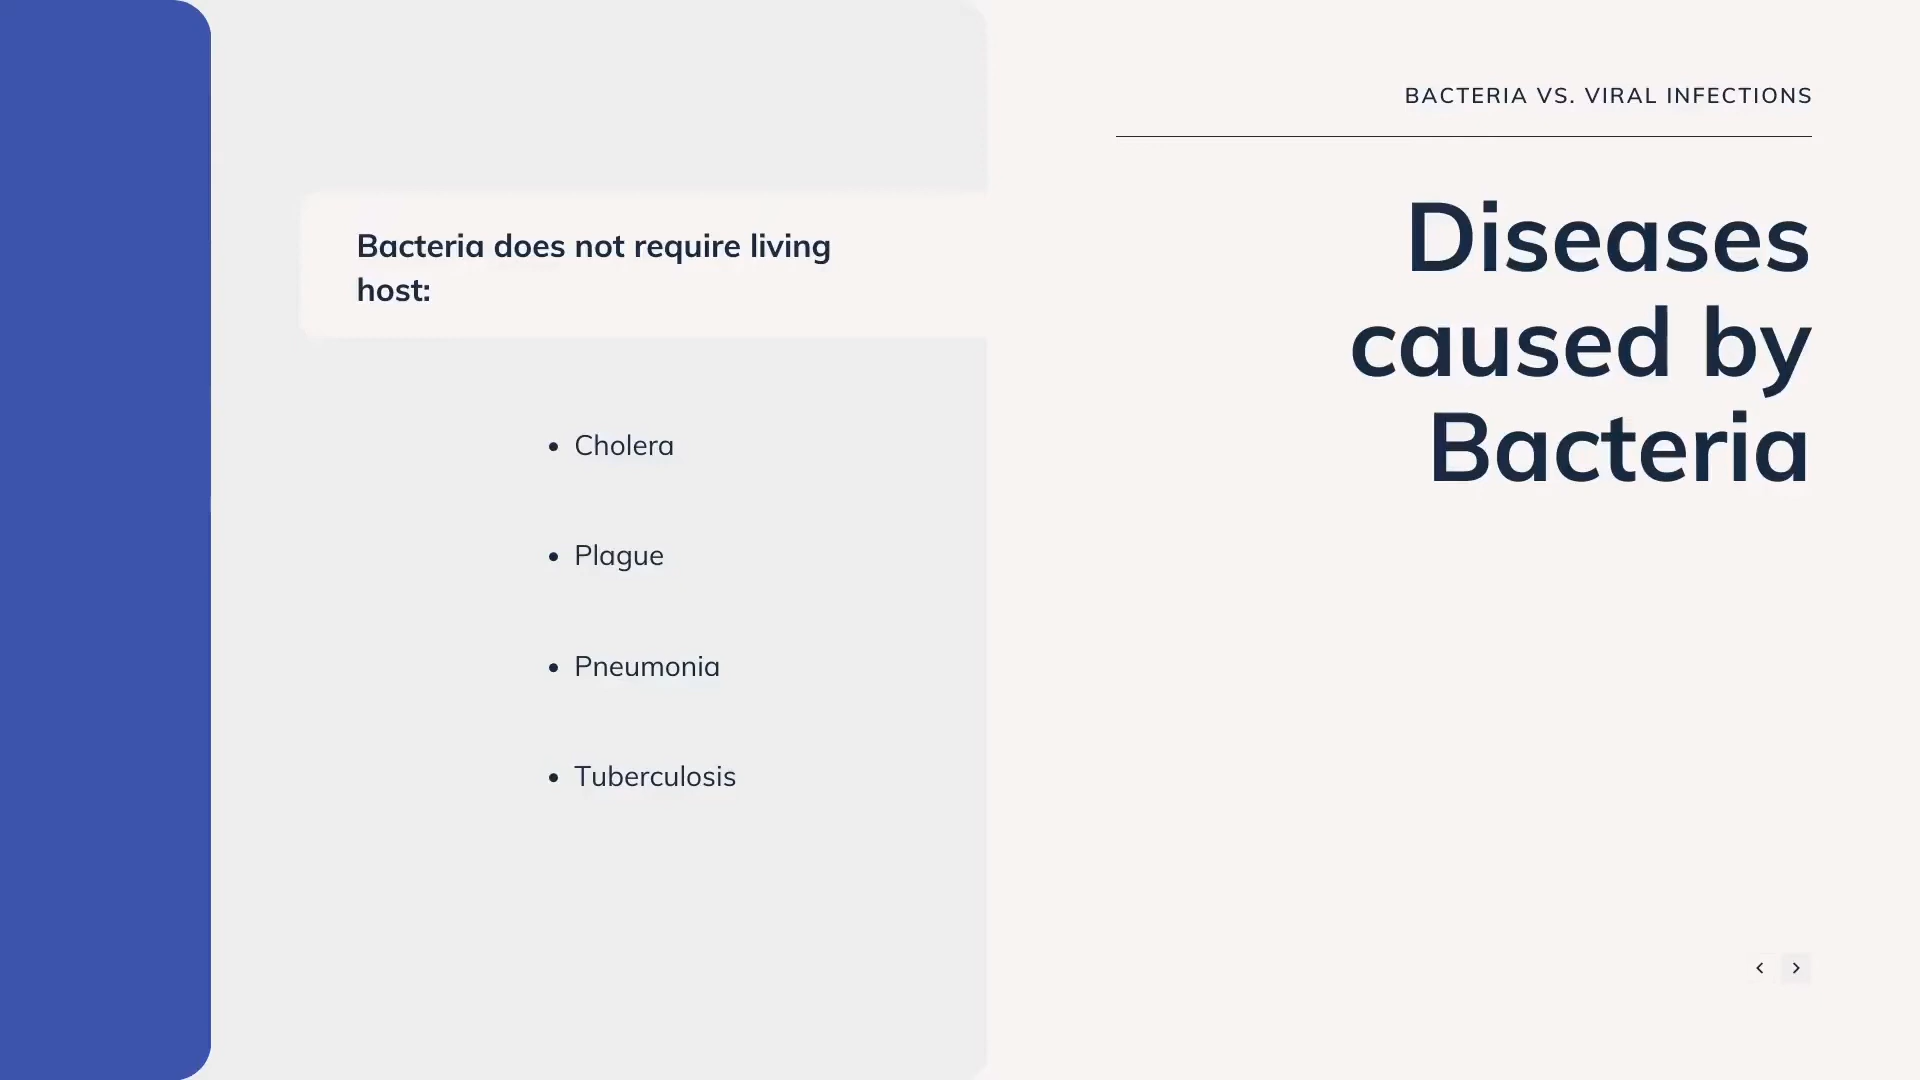 BACTERIA VS. VIRAL INFECTIONS
Diseases
caused by
Bacteria
Bacteria does not require living
host:
• Cholera
• Plague
• Pneumonia
• Tuberculosis